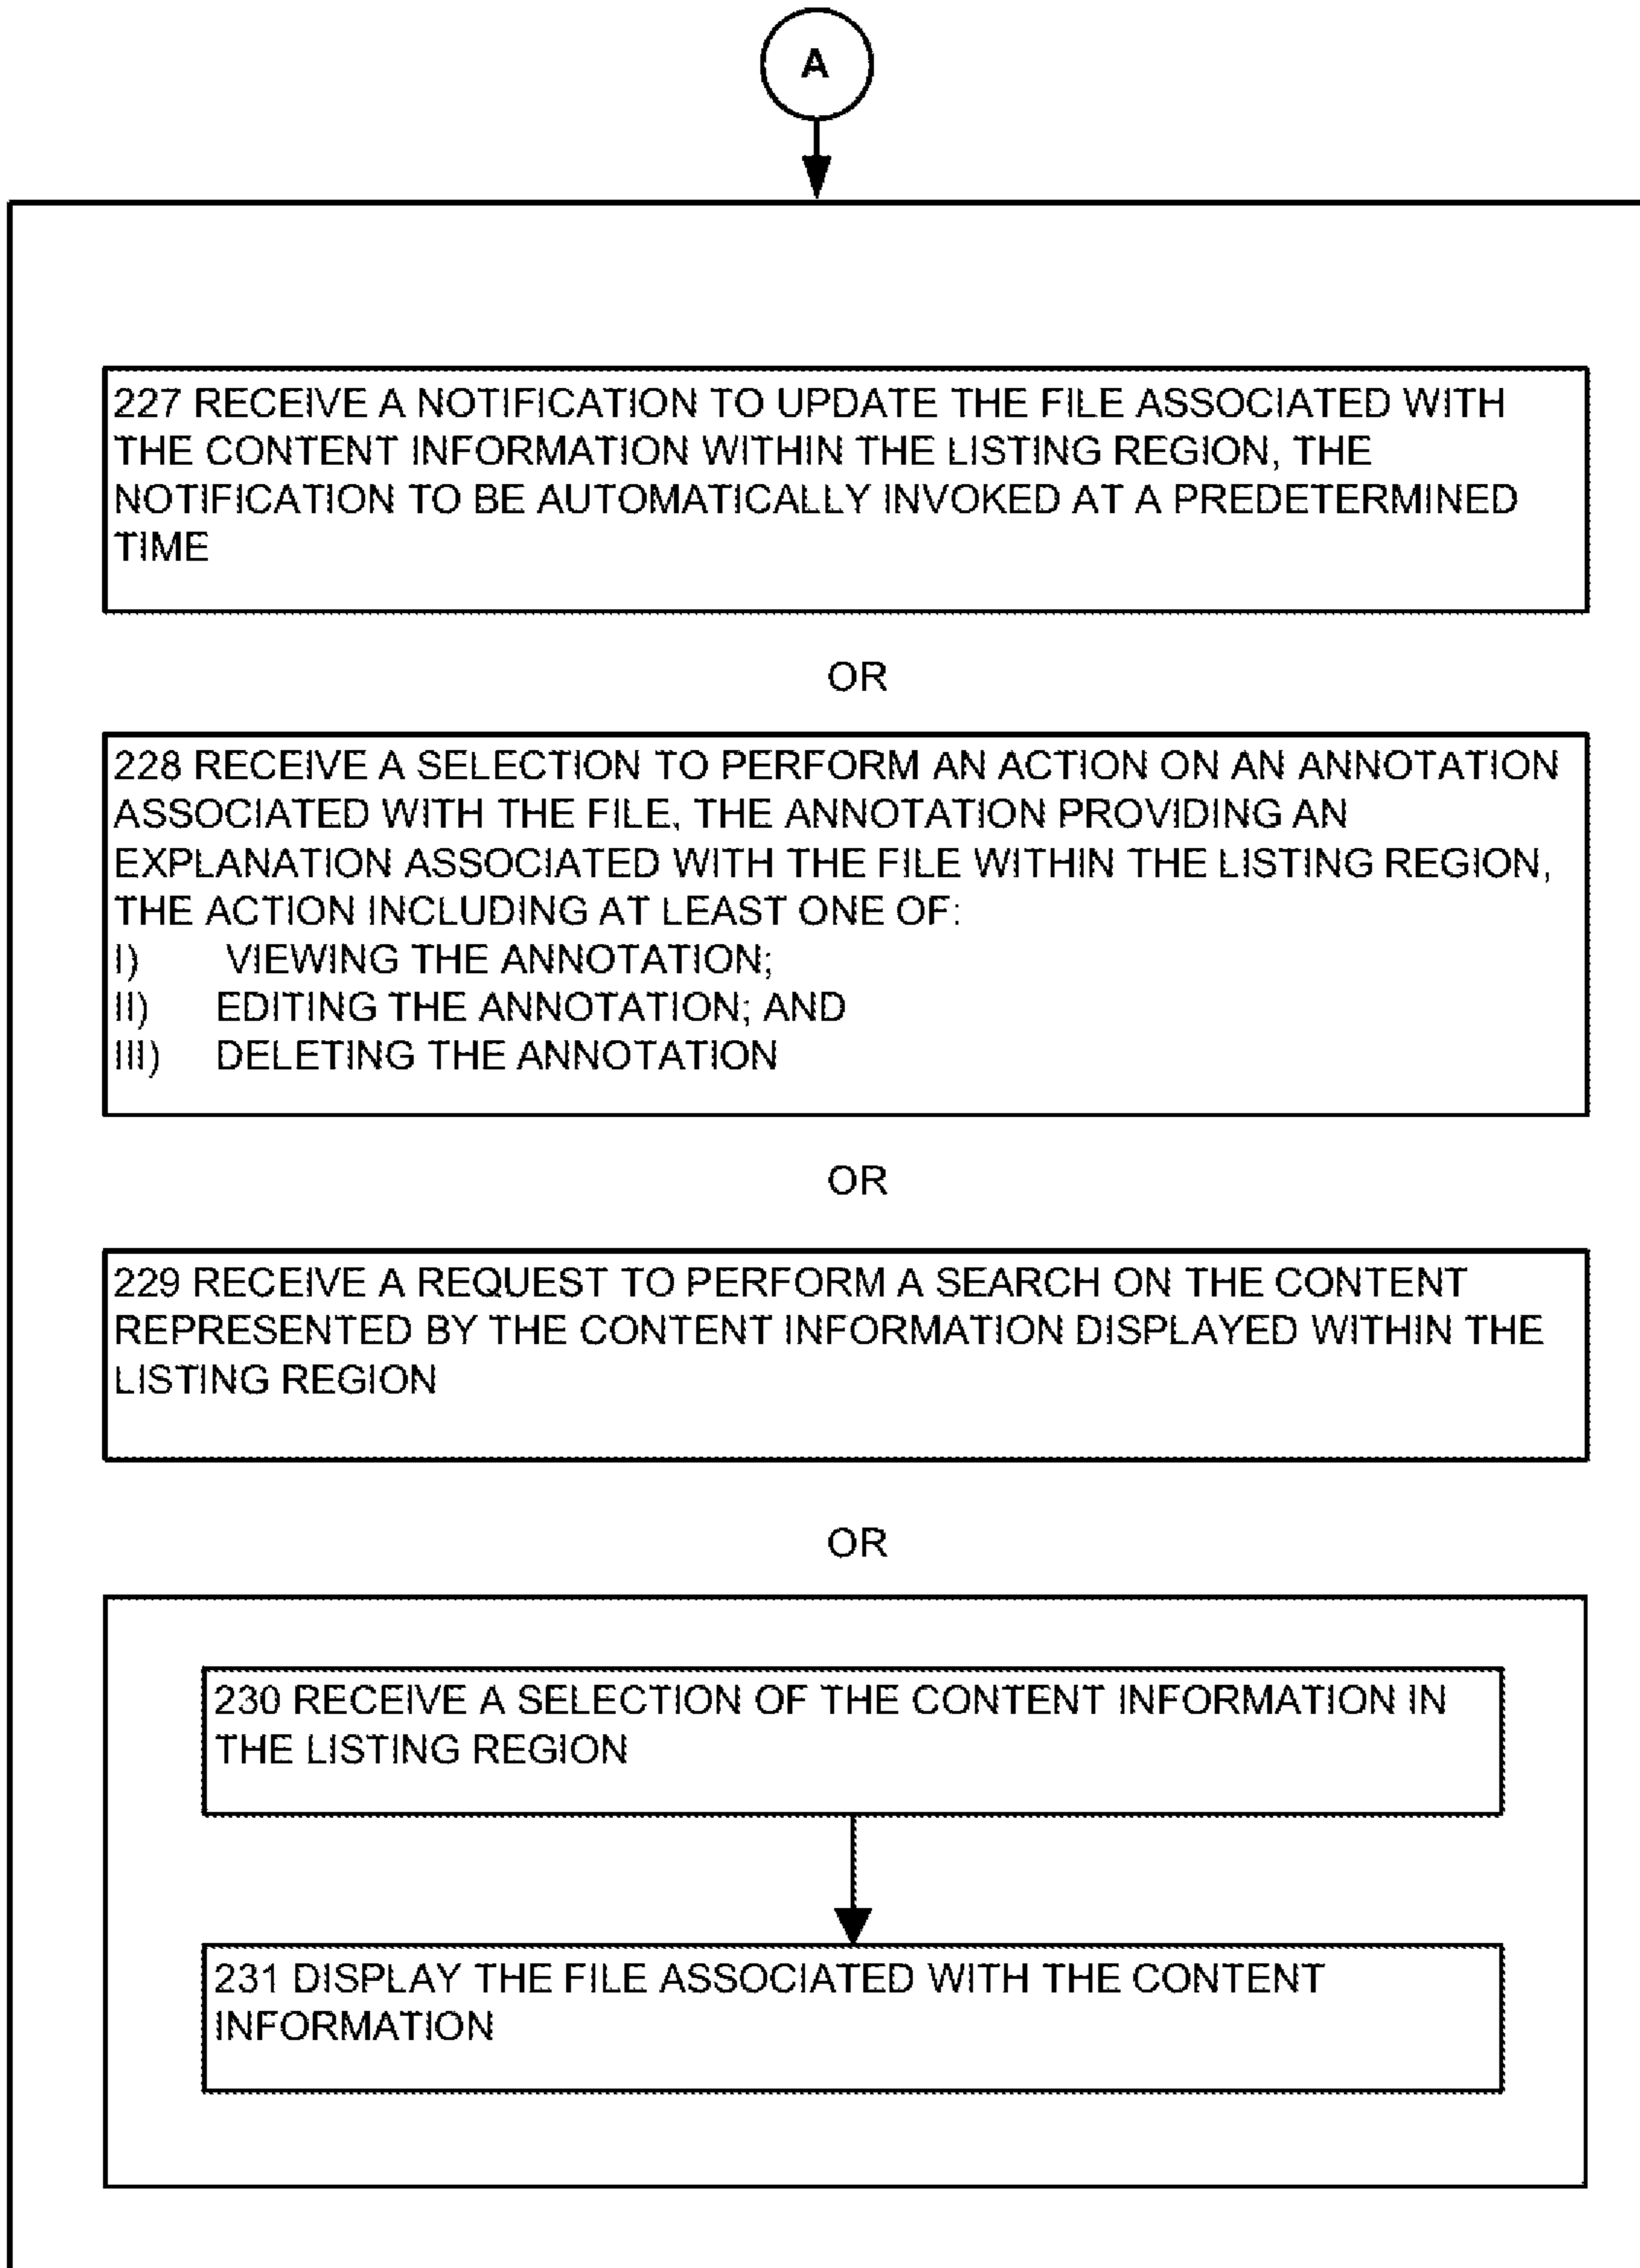 A
227 RECEIVE A NOTIFICATION TO UPDATE THE FILE ASSOCIATED WITH
THE CONTENT INFORMATION WITHIN THE LISTING REGION, THE
NOTIFICATION TO BE AUTOMATICALLY INVOKED AT A PREDETERMINED
TIME
OR
228 RECEIVE A SELECTION TO PERFORM AN ACTION ON AN ANNOTATION
ASSOCIATED WITH THE FILE, THE ANNOTATION PROVIDING AN
EXPLANATION ASSOCIATED WITH THE FILE WITHIN THE LISTING REGION,
THE ACTION INCLUDING AT LEAST ONE OF:
I) VIEWING THE ANNOTATION;
II) EDITING THE ANNOTATION; AND
III) DELETING THE ANNOTATION
OR
229 RECEIVE A REQUEST TO PERFORM A SEARCH ON THE CONTENT
REPRESENTED BY THE CONTENT INFORMATION DISPLAYED WITHIN THE
LISTING REGION
OR
230 RECEIVE A SELECTION OF THE CONTENT INFORMATION IN
THE LISTING REGION
231 DISPLAY THE FILE ASSOCIATED WITH THE CONTENT
INFORMATION